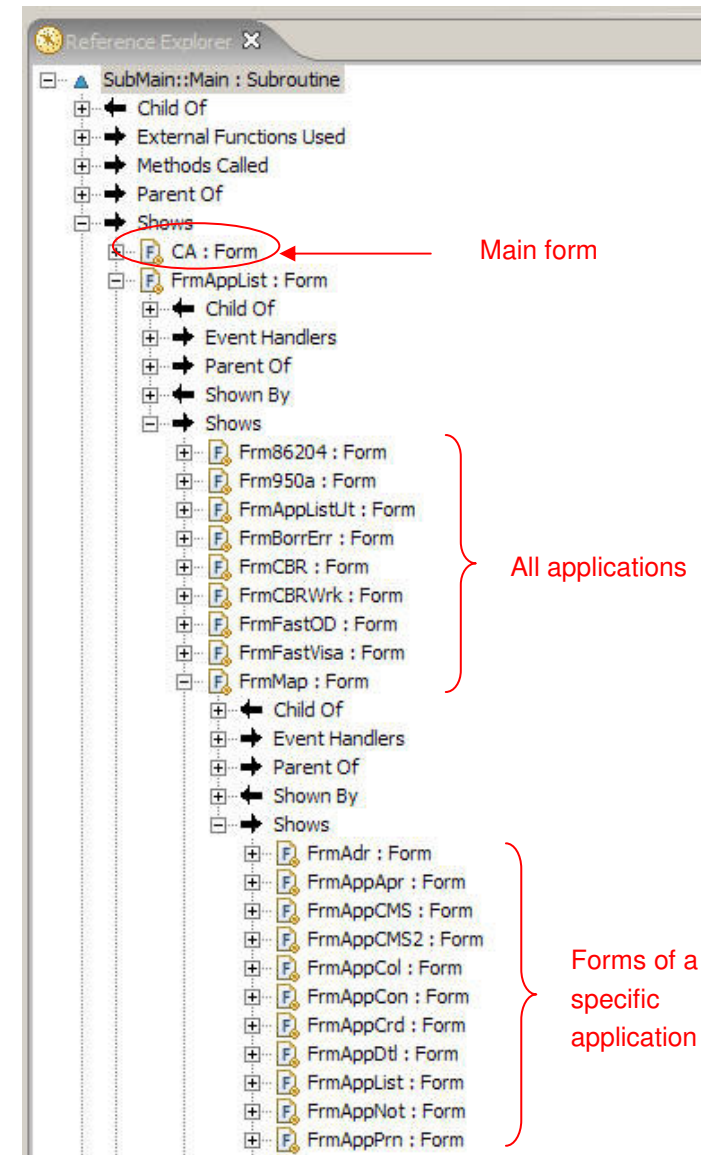 Reference Explorer
SubMain::Main : Subroutine
Child Of
External Functions Used
Methods Called
Parent Of
Shows
CA : Form
Main form
FrmAppList : Form
Child Of
Event Handlers
Parent Of
Shown By
Shows
Frm86204 : Form
Frm950a : Form
FrmAppListUt : Form
FrmBorrErr : Form
FrmCBR : Form
All applications
FrmCBRWrk : Form
FrmFastOD : Form
FrmFastVisa : Form
FrmMap : Form
Child Of
Event Handlers
Parent Of
Shown By
Shows
FrmAdr : Form
FrmAppApr : Form
FrmAppCMS : Form
FrmAppCMS2 : Form
FrmAppCol : Form
FrmAppCon : Form
FrmAppCrd : Form
FrmAppDtl : Form
FrmAppList : Form
FrmAppNot : Form
FrmAppPrn : Form
Forms of a
specific
application